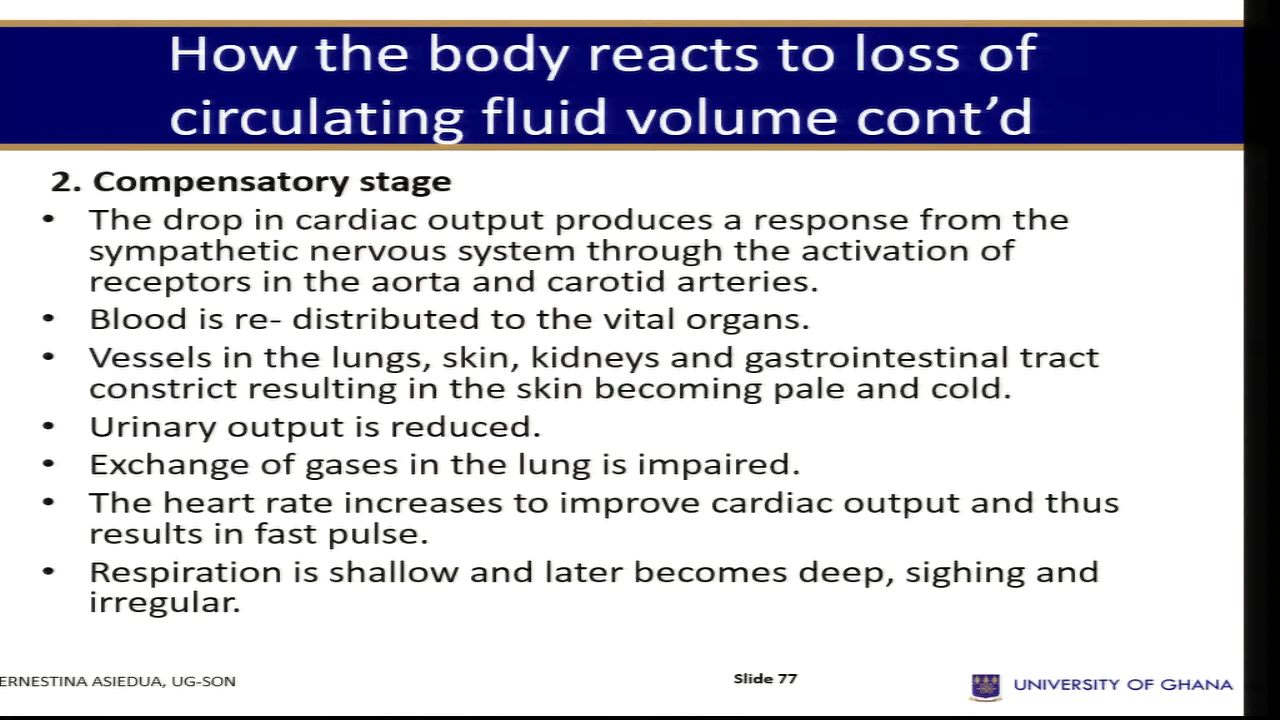 How the body reacts to loss of
circulating fluid volume cont’d
2. Compensatory stage
• The drop in cardiac output produces a response from the
sympathetic nervous system through the activation of
receptors in the aorta and carotid arteries.
• Blood is re- distributed to the vital organs.
• Vessels in the lungs, skin, kidneys and gastrointestinal tract
constrict resulting in the skin becoming pale and cold.
• Urinary output is reduced.
• Exchange of gases in the lung is impaired.
• The heart rate increases to improve cardiac output and thus
results in fast pulse.
• Respiration is shallow and later becomes deep, sighing and
irregular.
ERNESTINA ASIEDUA, UG-SON
Slide 77
UNIVERSITY OF GHANA